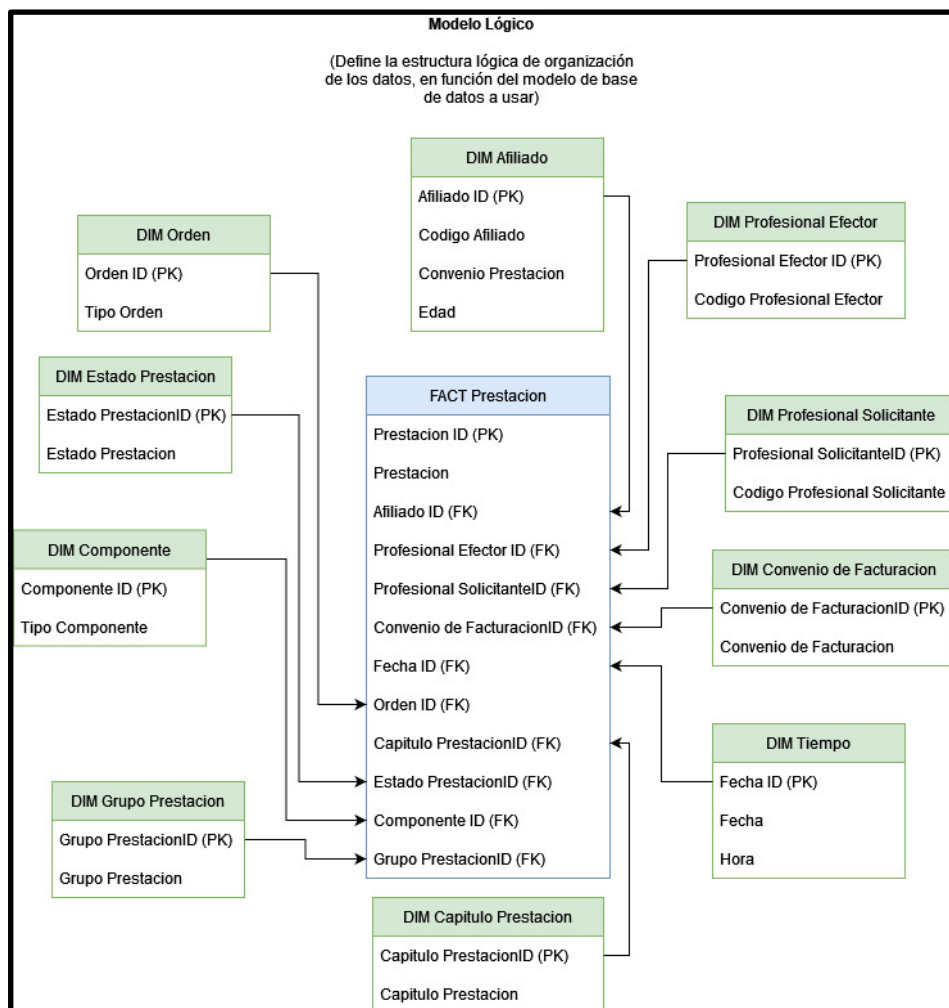 Modelo Lógico
(Define la estructura lógica de organización
de los datos, en función del modelo de base
de datos a usar)
DIM Afiliado
Afiliado ID (PK)
Codigo Afiliado
Convenio Prestacion
Edad
DIM Orden
Orden ID (PK)
Tipo Orden
DIM Profesional Efector
Profesional Efector ID (PK)
Codigo Profesional Efector
DIM Estado Prestacion
Estado PrestacionID (PK)
Estado Prestacion
FACT Prestacion
Prestacion ID (PK)
Prestacion
Afiliado ID (FK)
Profesional Efector ID (FK)
Profesional SolicitanteID (FK)
Convenio de FacturacionID (FK)
Fecha ID (FK)
Orden ID (FK)
Capitulo PrestacionID (FK)
Estado PrestacionID (FK)
Componente ID (FK)
Grupo PrestacionID (FK)
DIM Profesional Solicitante
Profesional SolicitanteID (PK)
Codigo Profesional Solicitante
DIM Componente
Componente ID (PK)
Tipo Componente
DIM Convenio de Facturacion
Convenio de FacturacionID (PK)
Convenio de Facturacion
DIM Tiempo
Fecha ID (PK)
Fecha
Hora
DIM Grupo Prestacion
Grupo PrestacionID (PK)
Grupo Prestacion
DIM Capitulo Prestacion
Capitulo PrestacionID (PK)
Capitulo Prestacion